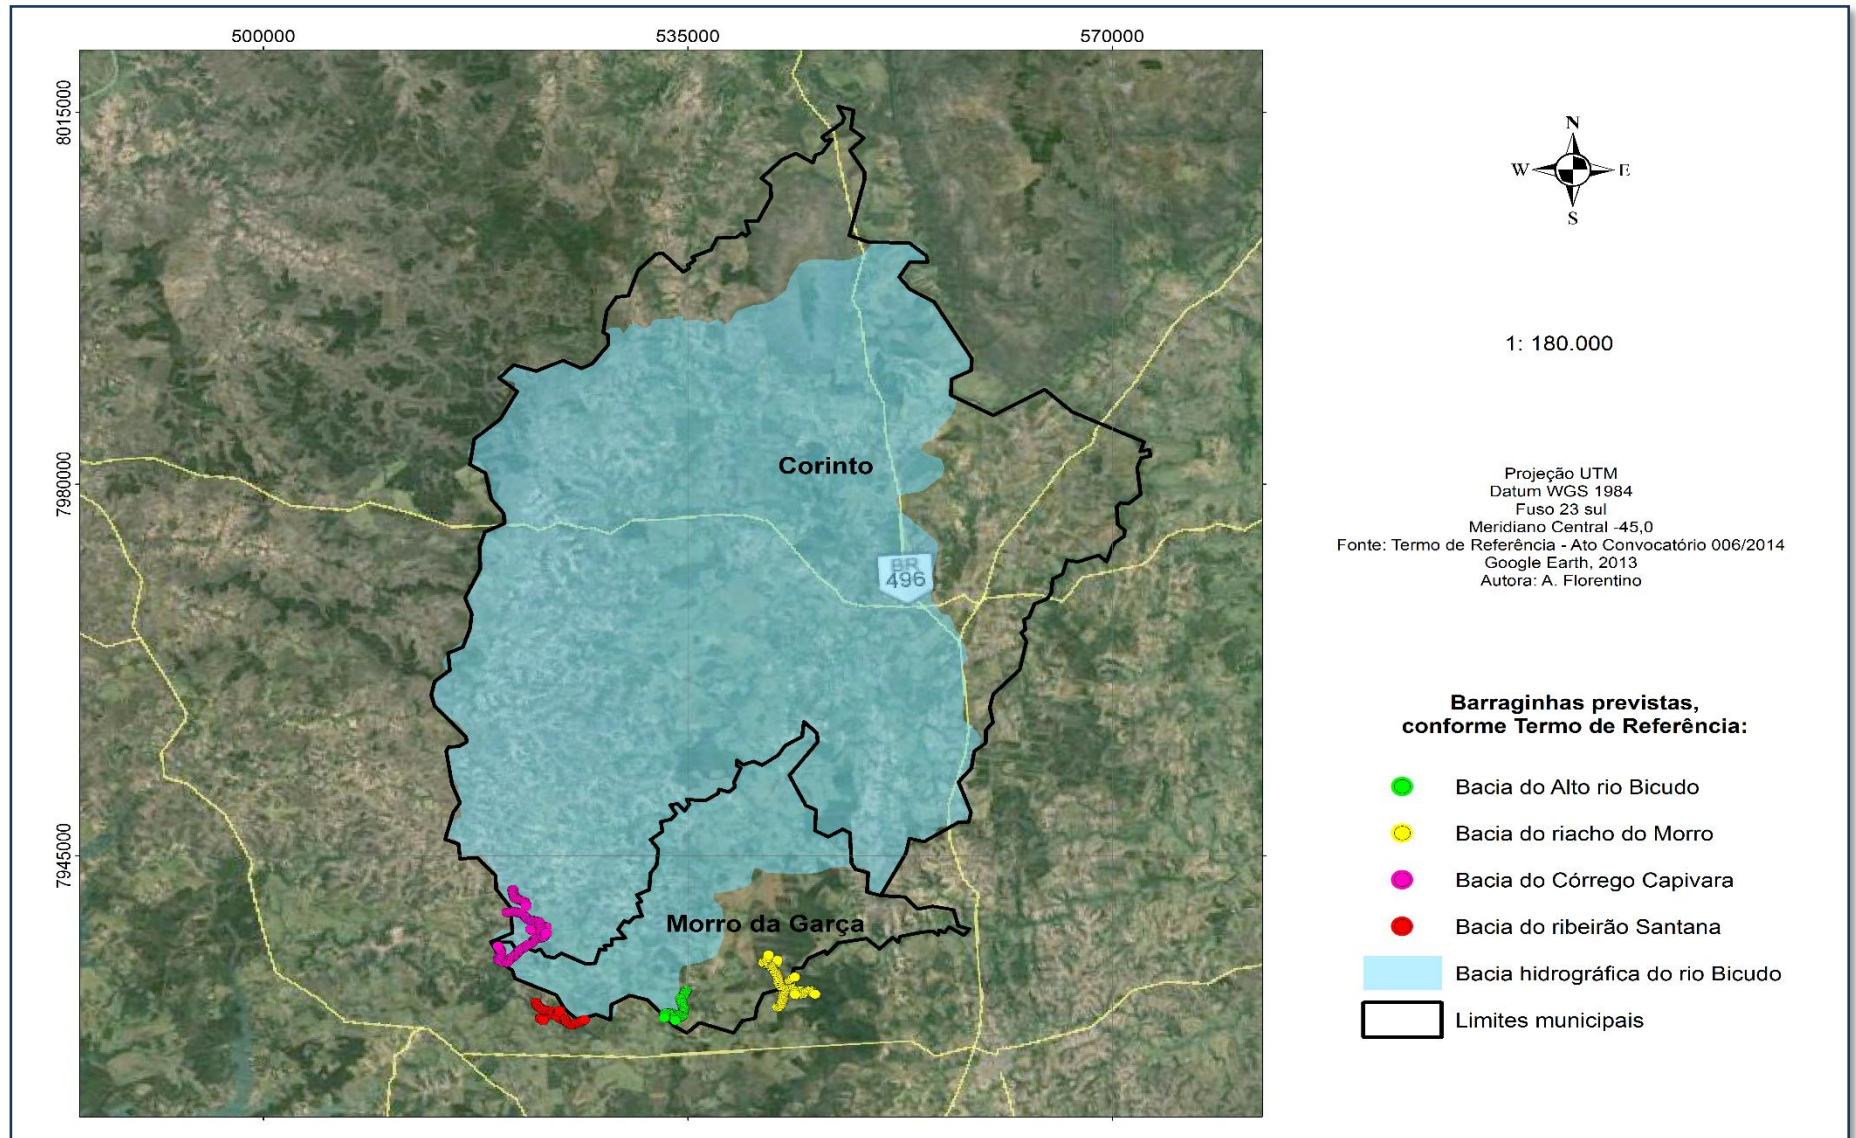 500000
535000
570000
8015000
7980000
7945000
Corinto
BR
496
Morro da Garça
N
W
E
S
1: 180.000
Projeção UTM
Datum WGS 1984
Fuso 23 sul
Meridiano Central -45,0
Fonte: Termo de Referência - Ato Convocatório 006/2014
Google Earth, 2013
Autora: A. Florentino
Barraginhas previstas,
conforme Termo de Referência:
Bacia do Alto rio Bicudo
Bacia do riacho do Morro
Bacia do Córrego Capivara
Bacia do ribeirão Santana
Bacia hidrográfica do rio Bicudo
Limites municipais